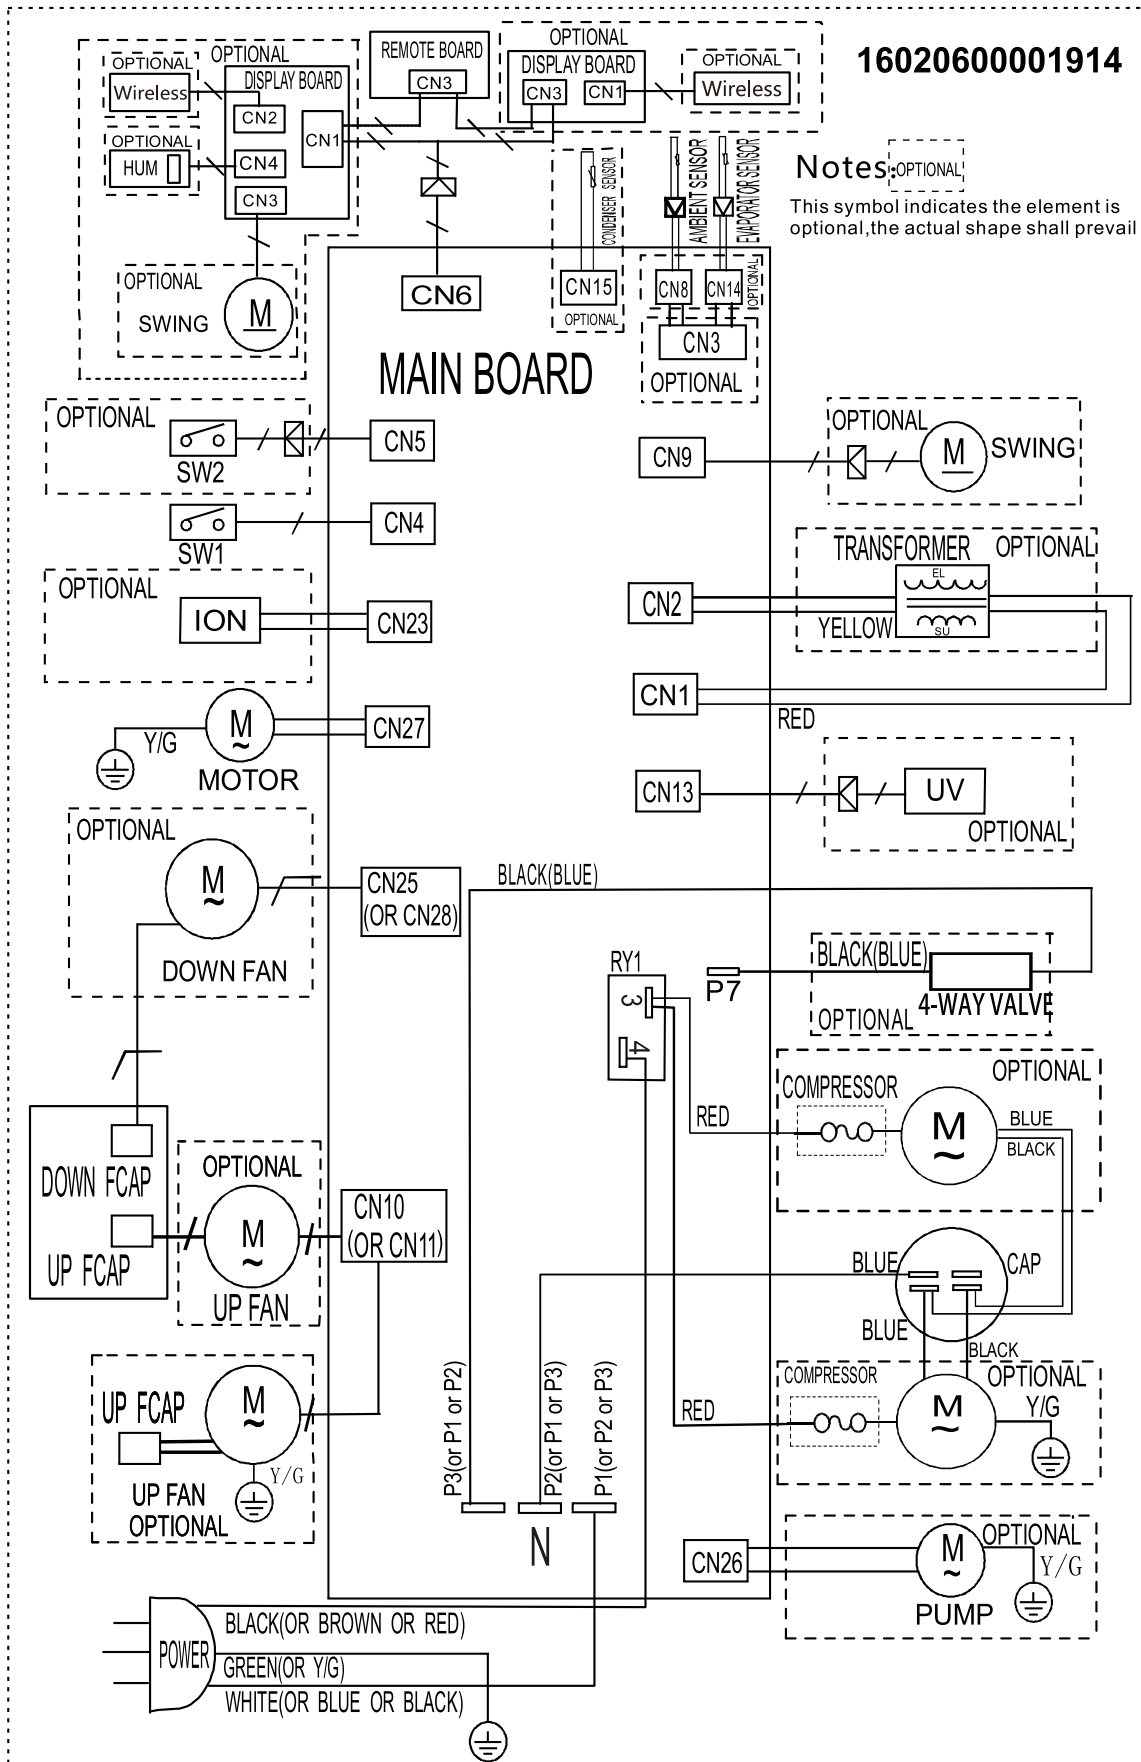 16020600001914
OPTIONAL
OPTIONAL
Wireless
DISPLAY BOARD
CN2
OPTIONAL
HUM
CN4
CN3
CN1
REMOTE BOARD
CN3
OPTIONAL
DISPLAY BOARD
CN3
CN1
OPTIONAL
Wireless
OPTIONAL
SWING
M
CN6
CONDENSER SENSOR
CN15
OPTIONAL
AMBIENT SENSOR
EVAPORATOR SENSOR
CN8
CN14
OPTIONAL
CN3
OPTIONAL
Notes:
OPTIONAL
This symbol indicates the element is
optional,the actual shape shall prevail
MAIN BOARD
OPTIONAL
SW2
CN5
SW1
CN4
OPTIONAL
ION
CN23
M
~
MOTOR
Y/G
CN27
CN9
OPTIONAL
M
SWING
CN2
TRANSFORMER
OPTIONAL
EL
SU
YELLOW
CN1
RED
CN13
UV
OPTIONAL
OPTIONAL
M
~
DOWN FAN
CN25
(OR CN28)
BLACK(BLUE)
RY1
3
4
P7
BLACK(BLUE)
4-WAY VALVE
OPTIONAL
OPTIONAL
COMPRESSOR
M
~
RED
BLUE
BLACK
DOWN FCAP
UP FCAP
OPTIONAL
M
~
UP FAN
CN10
(OR CN11)
BLUE
CAP
BLUE
BLACK
UP FCAP
M
~
Y/G
UP FAN
OPTIONAL
P3(or P1 or P2)
P2(or P1 or P3)
P1(or P2 or P3)
N
RED
COMPRESSOR
M
~
OPTIONAL
Y/G
CN26
M
~
OPTIONAL
Y/G
PUMP
POWER
BLACK(OR BROWN OR RED)
GREEN(OR Y/G)
WHITE(OR BLUE OR BLACK)